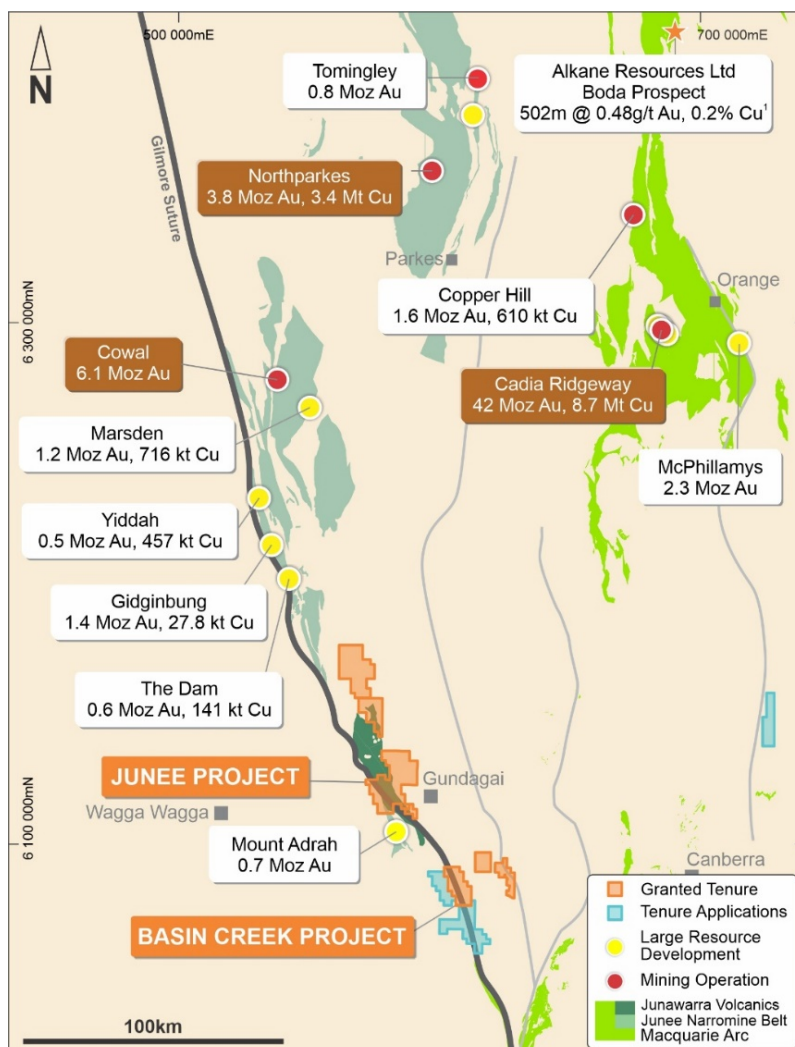 500 000mE
700 000mE
N
Gilmore Suture
Tomingley
0.8 Moz Au
Alkane Resources Ltd
Boda Prospect
502m @ 0.48g/t Au, 0.2% Cu¹
Northparkes
3.8 Moz Au, 3.4 Mt Cu
Parkes
Copper Hill
1.6 Moz Au, 610 kt Cu
Orange
6 300 000mN
Cowal
6.1 Moz Au
Cadia Ridgeway
42 Moz Au, 8.7 Mt Cu
Marsden
1.2 Moz Au, 716 kt Cu
McPhillamys
2.3 Moz Au
Yiddah
0.5 Moz Au, 457 kt Cu
Gidginbung
1.4 Moz Au, 27.8 kt Cu
The Dam
0.6 Moz Au, 141 kt Cu
JUNEE PROJECT
Gundagai
Wagga Wagga
6 100 000mN
Mount Adrah
0.7 Moz Au
Canberra
BASIN CREEK PROJECT
Granted Tenure
Tenure Applications
Large Resource
Development
Mining Operation
Junawarra Volcanics
Junee Narromine Belt
Macquarie Arc
100km